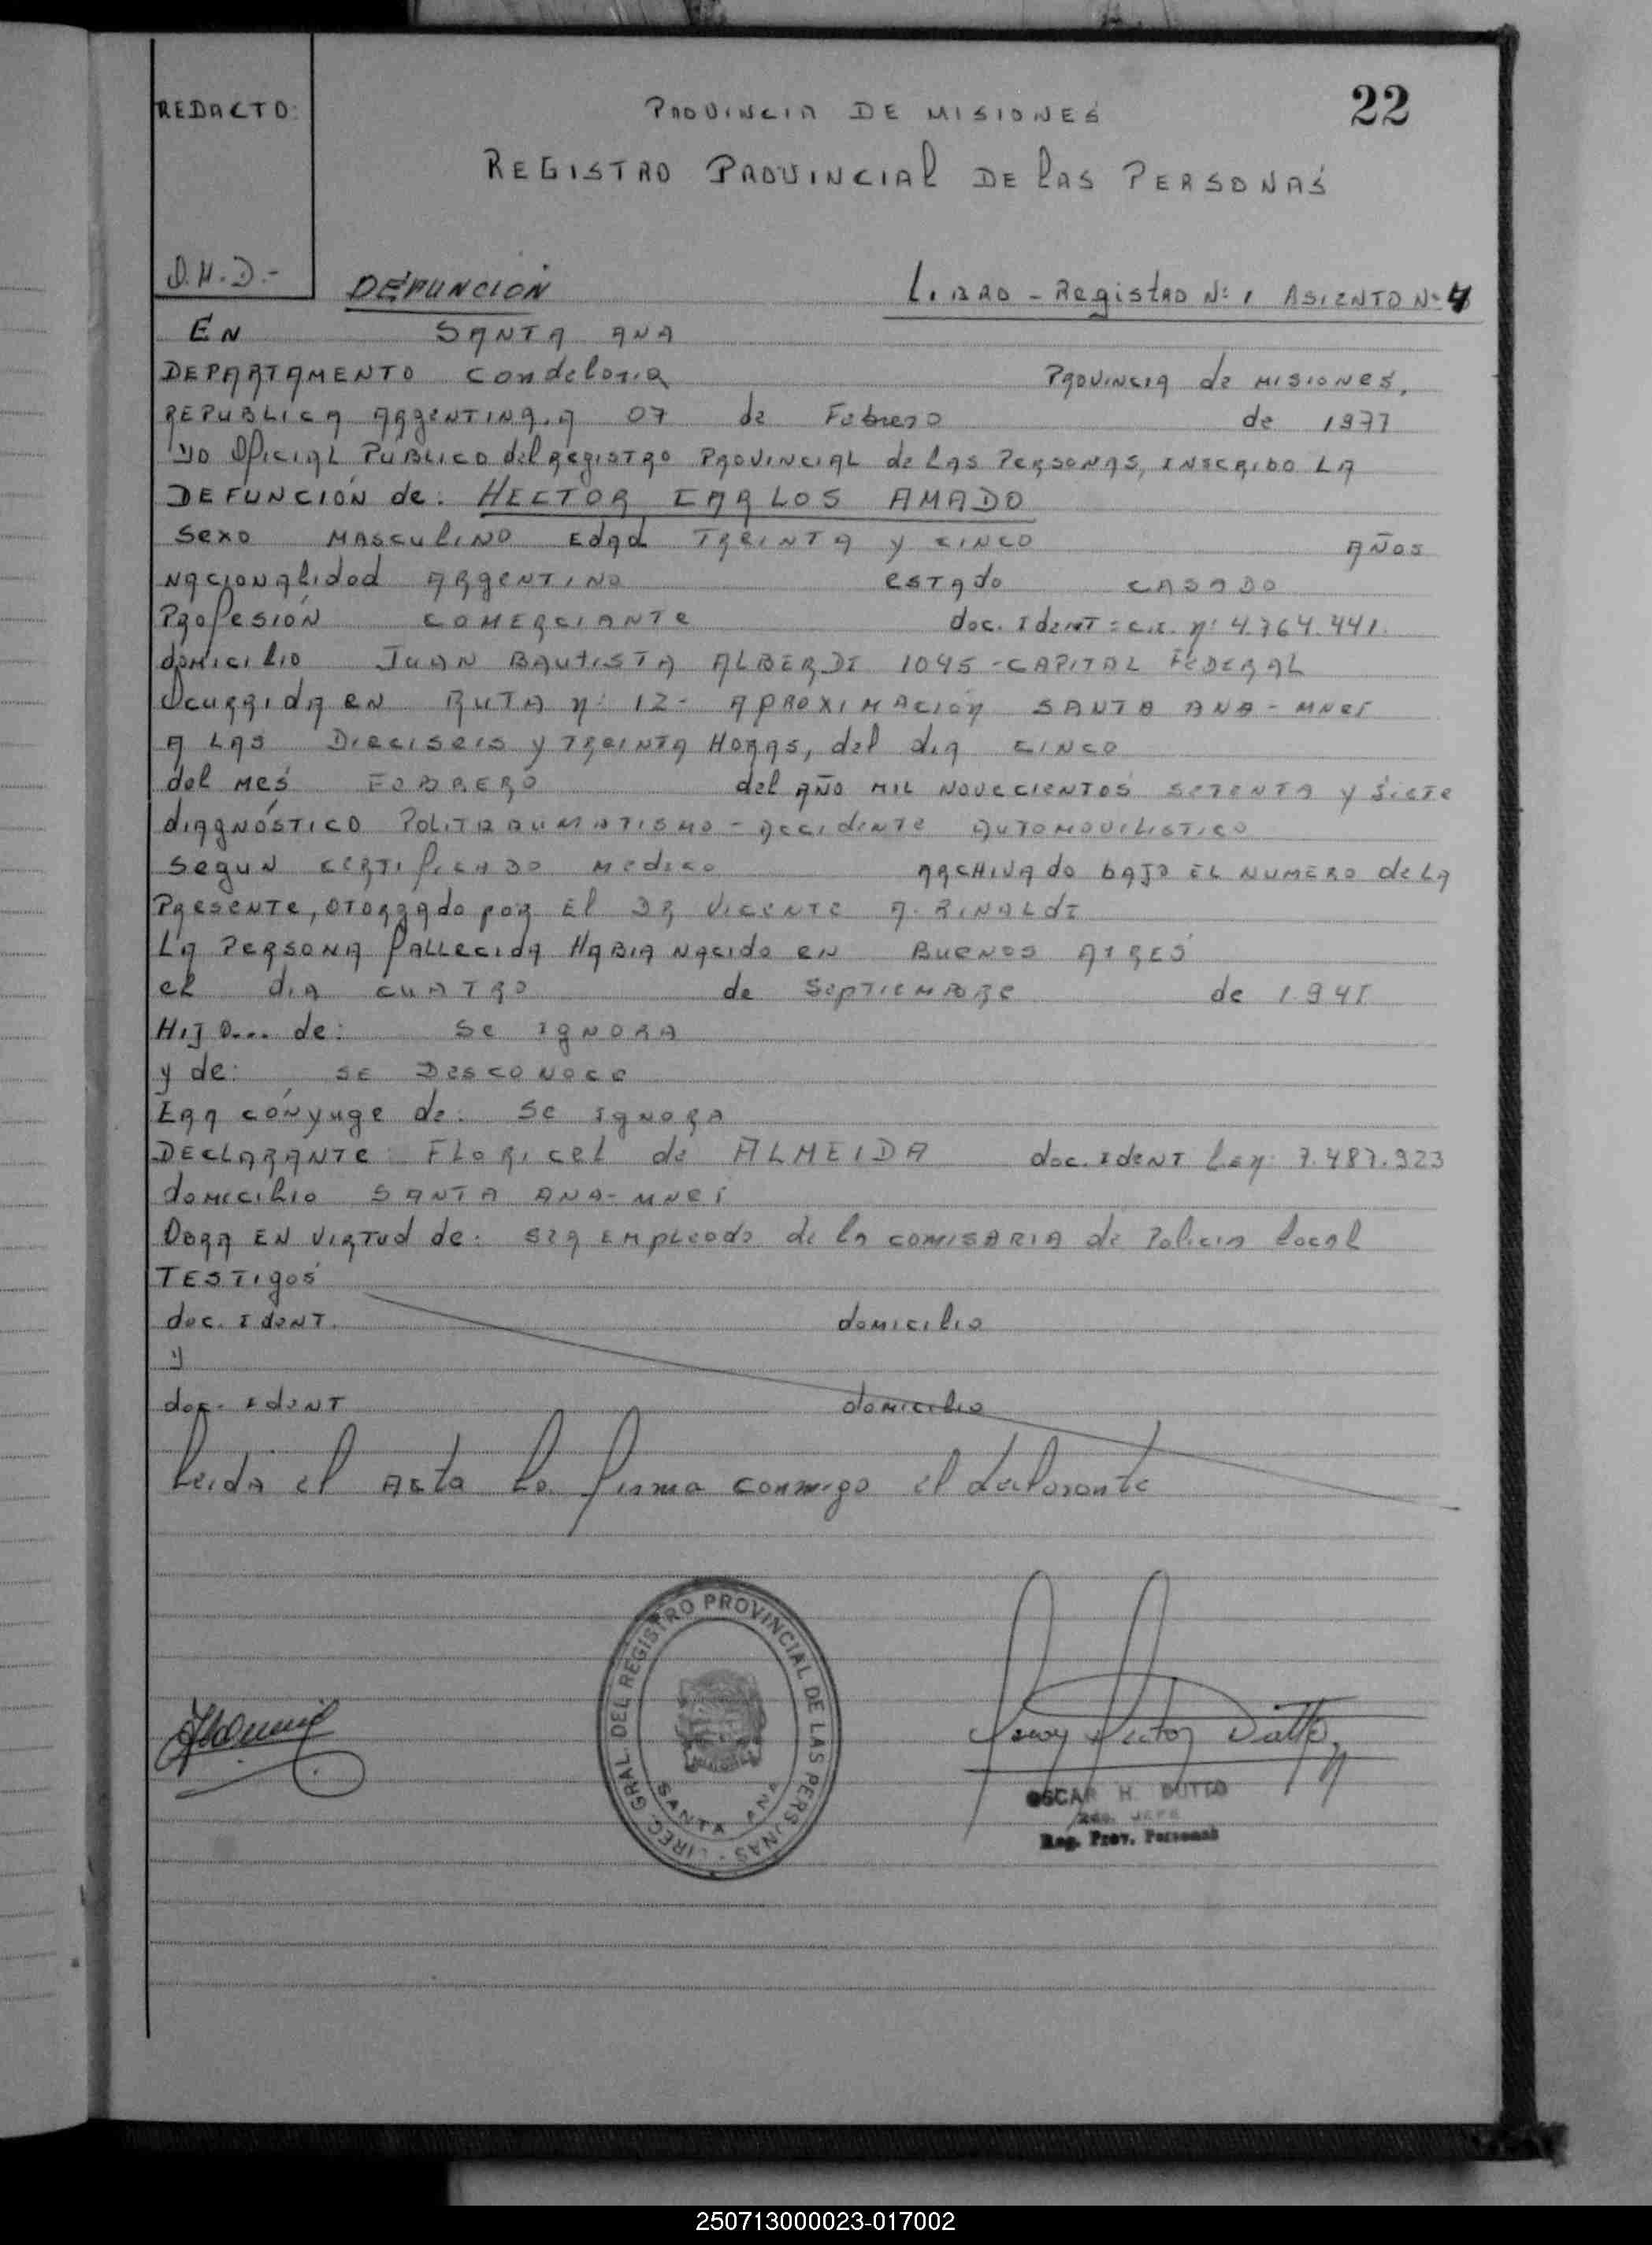 REDACTO:
PROVINCIA DE MISIONES
22
REGISTRO PROVINCIAL DE LAS PERSONAS
O.H.D.-
DEFUNCION
LIBRO - Registro Nº 1 ASIENTO Nº 4
EN SANTA ANA
DEPARTAMENTO Candelaria Provincia de MISIONES,
REPUBLICA ARGENTINA, A 07 de Febrero de 1977
YO Oficial PUBLICO del REGISTRO PROVINCIAL de LAS PERSONAS, INSCRIBO LA
DEFUNCIÓN de: HECTOR CARLOS AMADO
Sexo MASCULINO EDAD TREINTA y CINCO AÑOS
NACIONALIDAD ARGENTINO ESTADO CASADO
Profesión COMERCIANTE doc. Ident = C.I. Nº 4.764.441.
domicilio JUAN BAUTISTA ALBERDI 1045 - CAPITAL FEDERAL
Ocurrida en RUTA Nº 12 - APROXIMACIÓN SANTA ANA - MNES
A LAS DIECISEIS y TREINTA HORAS, del dia CINCO
del MES FEBRERO del AÑO MIL NOVECIENTOS SETENTA y SIETE
DIAGNÓSTICO POLITRAUMATISMO - Accidente AUTOMOVILISTICO
SEGUN CERTIFICADO MEDICO ARCHIVADO BAJO EL NUMERO de LA
PRESENTE, OTORGADO POR El DR VICENTE A. RINALDI
LA PERSONA FALLECIDA HABIA NACIDO EN BUENOS AIRES
el dia CUATRO de SEPTIEMBRE de 1.941
HIJO... de: SE IGNORA
y de: SE DESCONOCE
ERA cónyuge de: SE IGNORA
DECLARANTE: FLORICEL de ALMEIDA doc. Ident L.E.Nº 7.487.923
domicilio SANTA ANA - MNES
OBRA EN VIRTUD de: SER EMPLEADO de la COMISARIA de Policia local
TESTIGOS
doc. Ident. domicilio
y
doc. Ident domicilio
Leida el Acta la firma conmigo el declarante
DIREC. GRAL. DEL REGISTRO PROVINCIAL DE LAS PERSONAS
SANTA ANA
OSCAR H. DUTTO
Reg. Prov. Personas
250713000023-017002